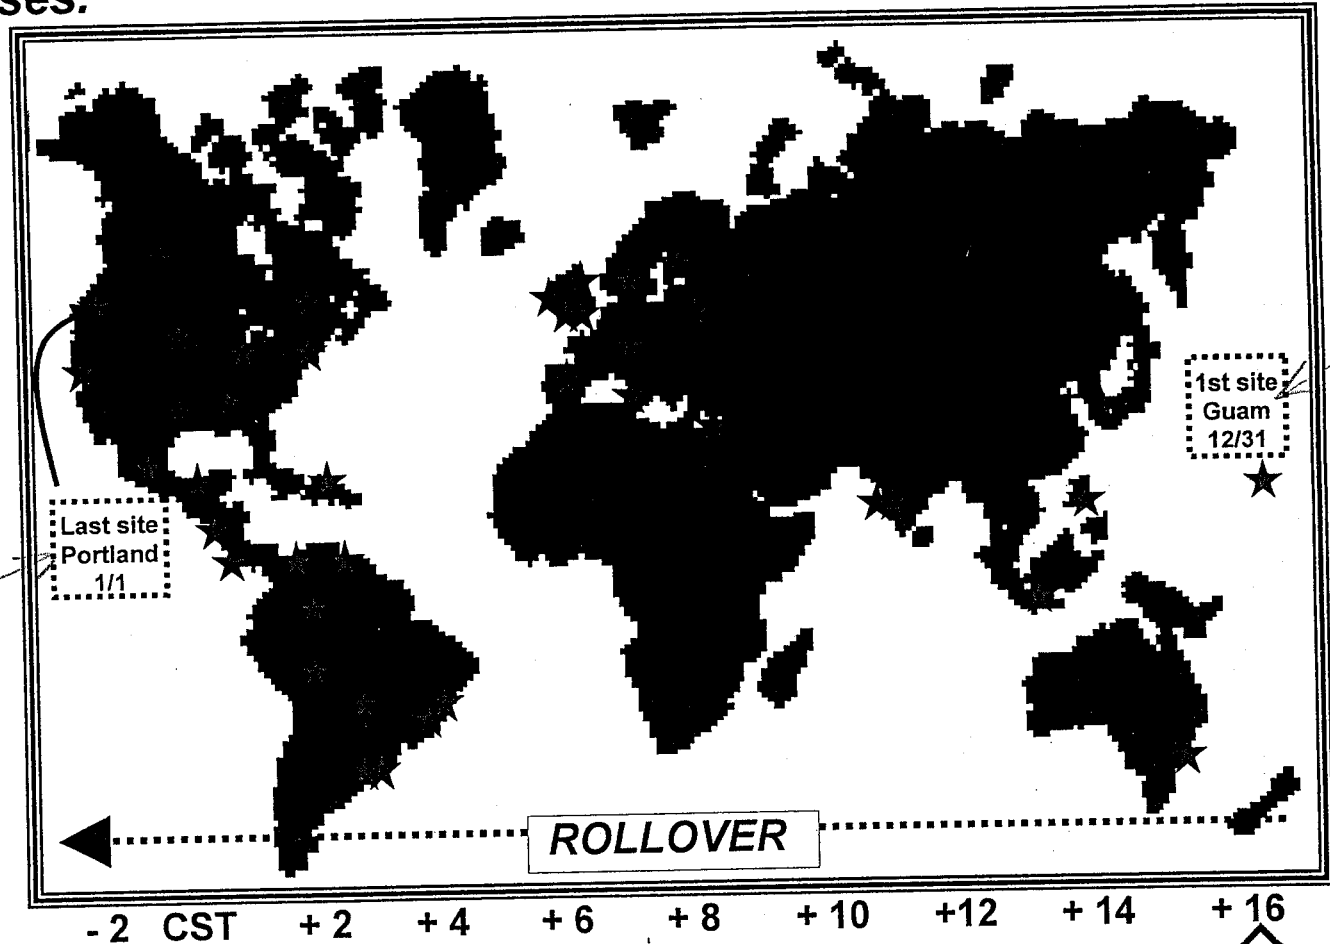 ses.
1st site
Guam
12/31
Last site
Portland
1/1
ROLLOVER
- 2 CST + 2 + 4 + 6 + 8 + 10 +12 + 14 + 16